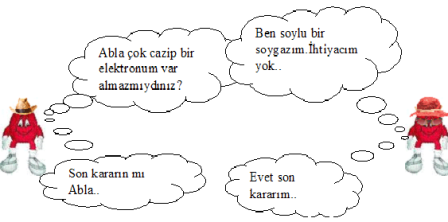 Abla çok cazip bir
elektronum var
almazmıydınız?
Ben soylu bir
soygazım.İhtiyacım
yok..
Son kararın mı
Abla..
Evet son
kararım..